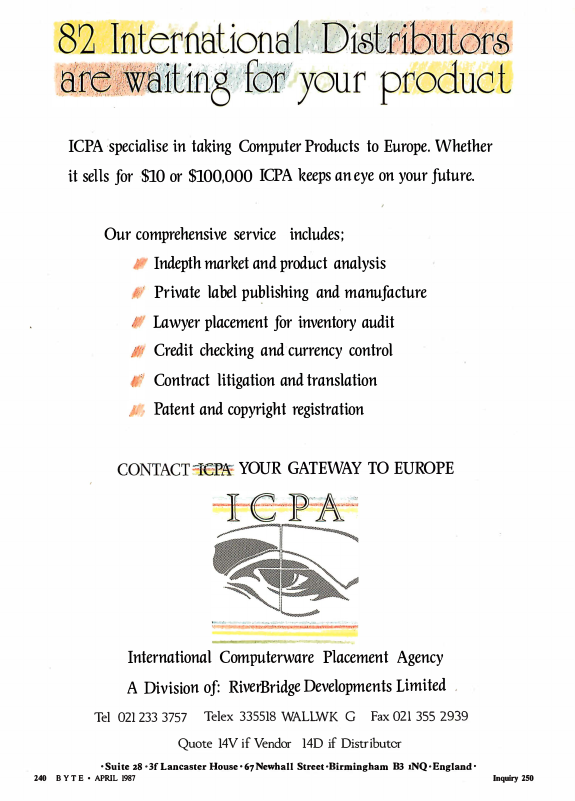 82 International Distributors
are waiting for your product
ICPA specialise in taking Computer Products to Europe. Whether
it sells for $10 or $100,000 ICPA keeps an eye on your future.
Our comprehensive service includes;
Indepth market and product analysis
Private label publishing and manufacture
Lawyer placement for inventory audit
Credit checking and currency control
Contract litigation and translation
Patent and copyright registration
CONTACT ICPA YOUR GATEWAY TO EUROPE
ICPA
International Computerware Placement Agency
A Division of: RiverBridge Developments Limited
Tel 021 233 3757 Telex 335518 WALLWK G Fax 021 355 2939
Quote 14V if Vendor 14D if Distributor
•Suite 28•3f Lancaster House•67 Newhall Street•Birmingham B3 1NQ•England•
240 BYTE • APRIL 1987 Inquiry 250